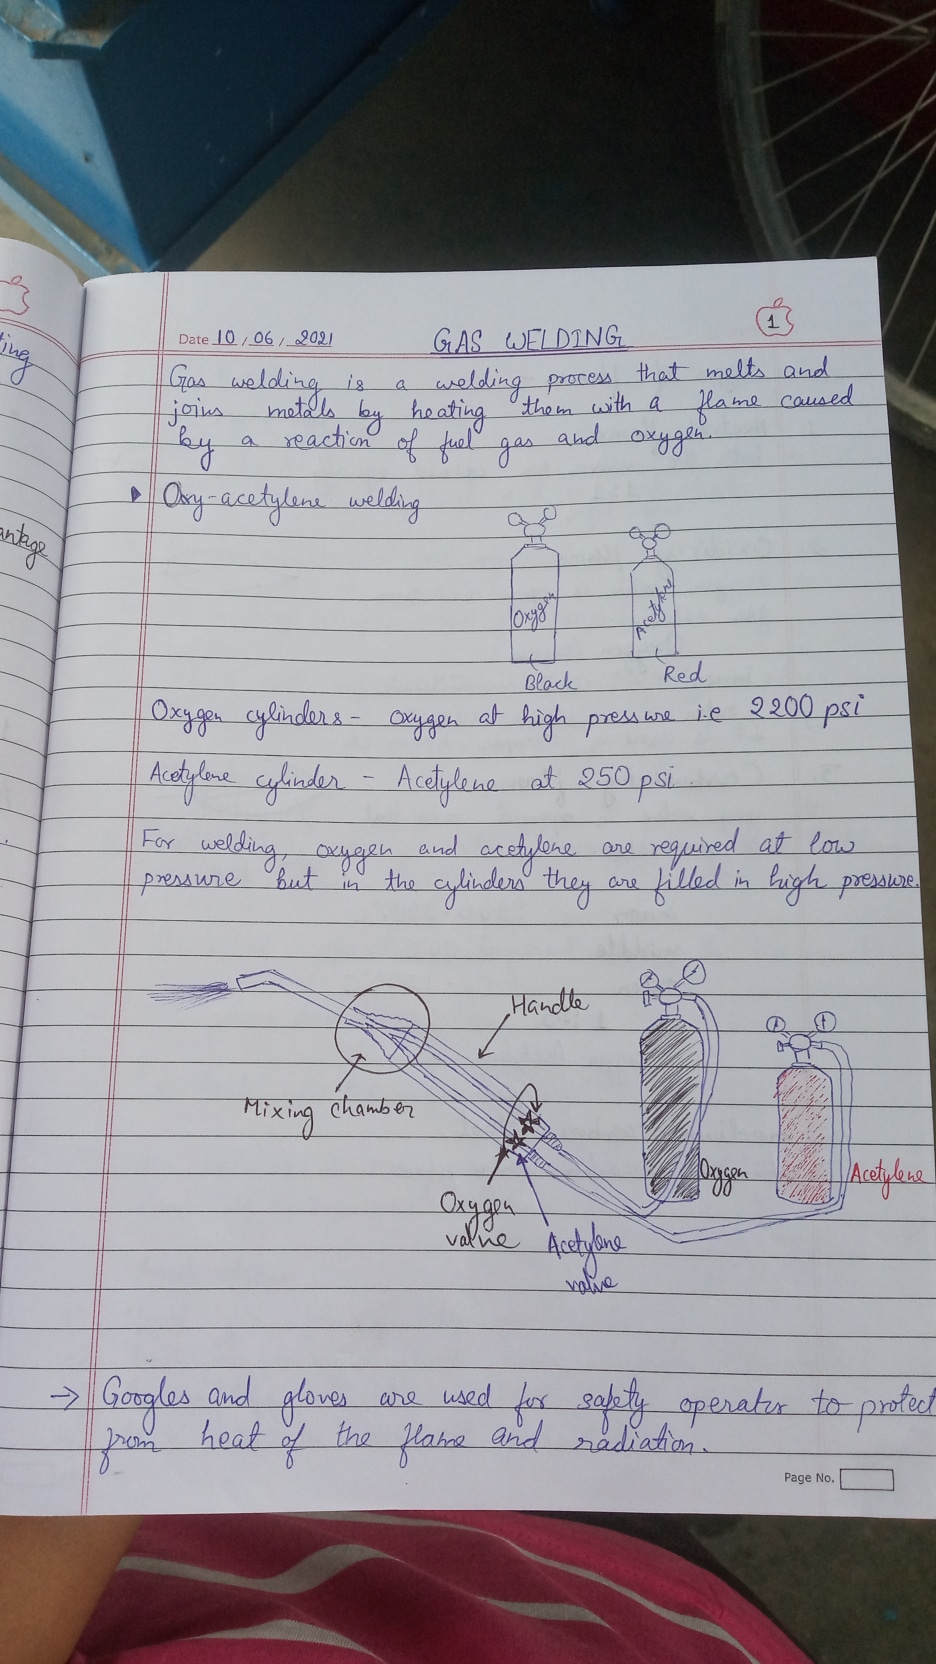 ting
antage
Date 10, 06, 2021
GAS WELDING
1
Gas welding is a welding process that melts and
joins metals by heating them with a flame caused
by a reaction of fuel gas and oxygen.
Oxy-acetylene welding
Oxygen
Acetylene
Black
Red
Oxygen cylinders - oxygen at high pressure i.e 2200 psi
Acetylene cylinder - Acetylene at 250 psi.
For welding, oxygen and acetylene are required at low
pressure but in the cylinders they are filled in high pressure.
Handle
Mixing chamber
Oxygen
Acetylene
Oxygen
valve
Acetylene
valve
→ Googles and gloves are used for safety operator to protect
from heat of the flame and radiation.
Page No.